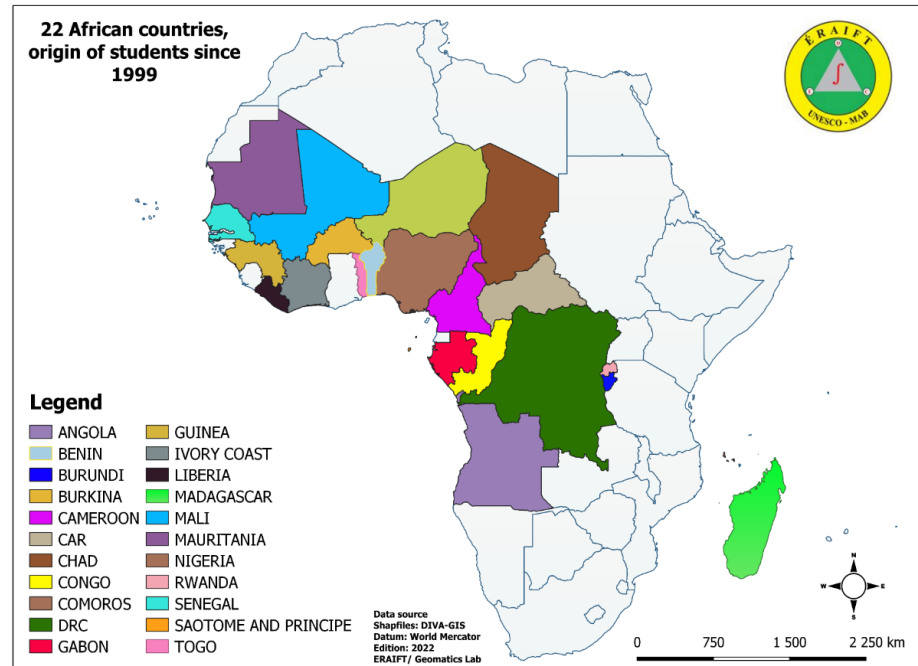 22 African countries,
origin of students since
1999
ÉRAIFT
UNESCO - MAB
Legend
ANGOLA
BENIN
BURUNDI
BURKINA
CAMEROON
CAR
CHAD
CONGO
COMOROS
DRC
GABON
GUINEA
IVORY COAST
LIBERIA
MADAGASCAR
MALI
MAURITANIA
NIGERIA
RWANDA
SENEGAL
SAOTOME AND PRINCIPE
TOGO
Data source
Shapfiles: DIVA-GIS
Datum: World Mercator
Edition: 2022
ERAIFT/ Geomatics Lab
N
W E
S
0 750 1 500 2 250 km